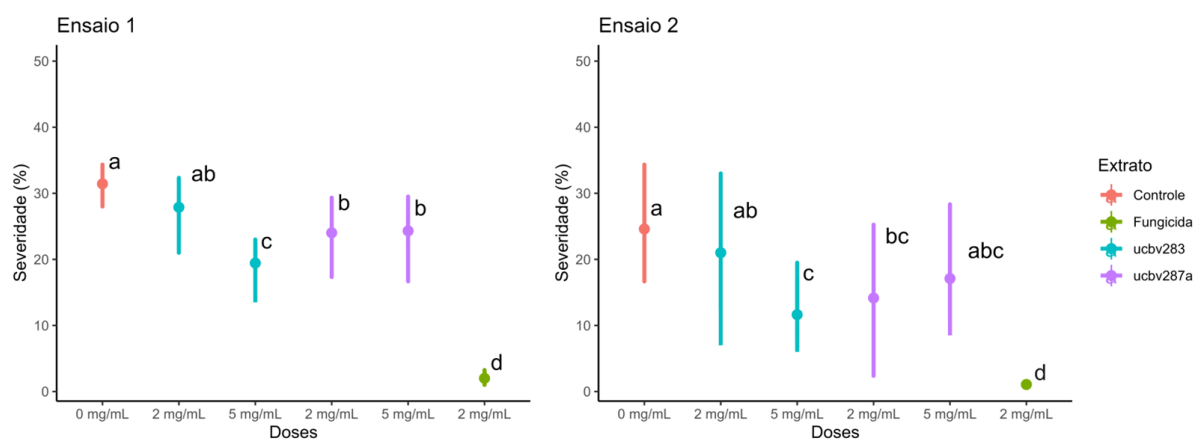 Ensaio 1
Severidade (%)
50
40
30
20
10
0
a
ab
c
b
b
d
0 mg/mL 2 mg/mL 5 mg/mL 2 mg/mL 5 mg/mL 2 mg/mL
Doses
Ensaio 2
Severidade (%)
50
40
30
20
10
0
a
ab
c
bc
abc
d
0 mg/mL 2 mg/mL 5 mg/mL 2 mg/mL 5 mg/mL 2 mg/mL
Doses
Extrato
Controle
Fungicida
ucbv283
ucbv287a